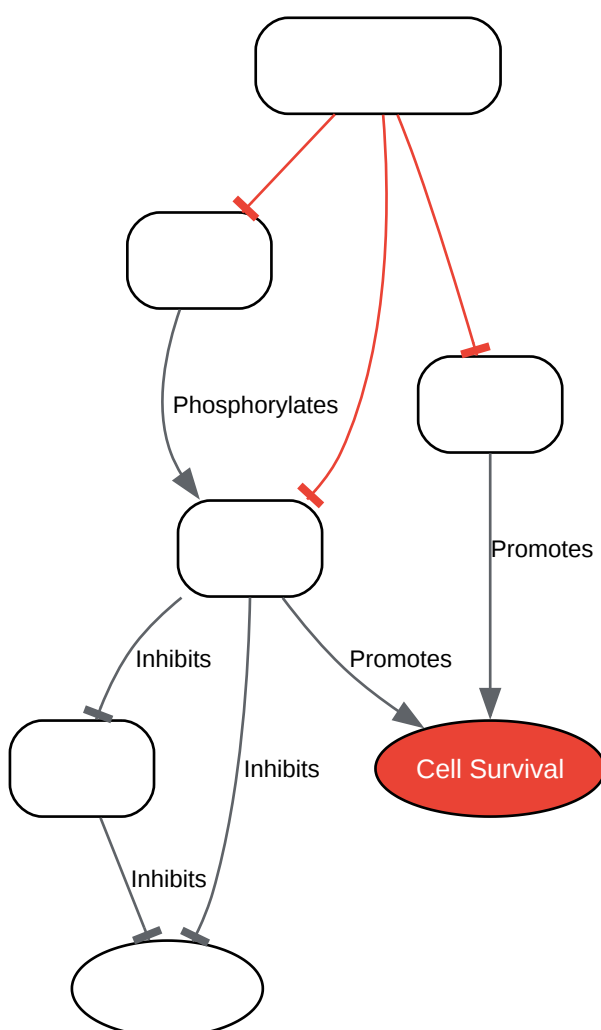 Phosphorylates
Promotes
Inhibits
Promotes
Inhibits
Cell Survival
Inhibits